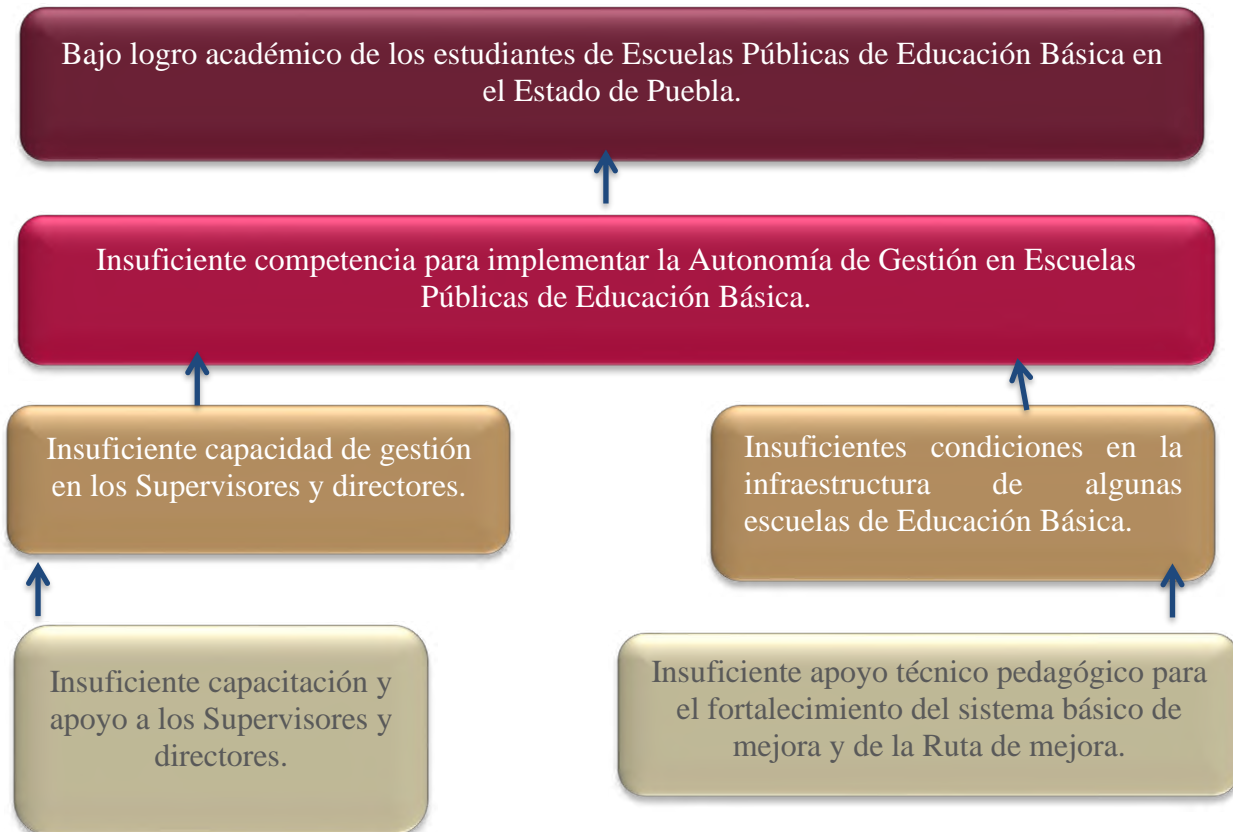 Bajo logro académico de los estudiantes de Escuelas Públicas de Educación Básica en
el Estado de Puebla.
Insuficiente competencia para implementar la Autonomía de Gestión en Escuelas
Públicas de Educación Básica.
Insuficiente capacidad de gestión
en los Supervisores y directores.
Insuficientes condiciones en la
infraestructura de algunas
escuelas de Educación Básica.
Insuficiente capacitación y
apoyo a los Supervisores y
directores.
Insuficiente apoyo técnico pedagógico para
el fortalecimiento del sistema básico de
mejora y de la Ruta de mejora.